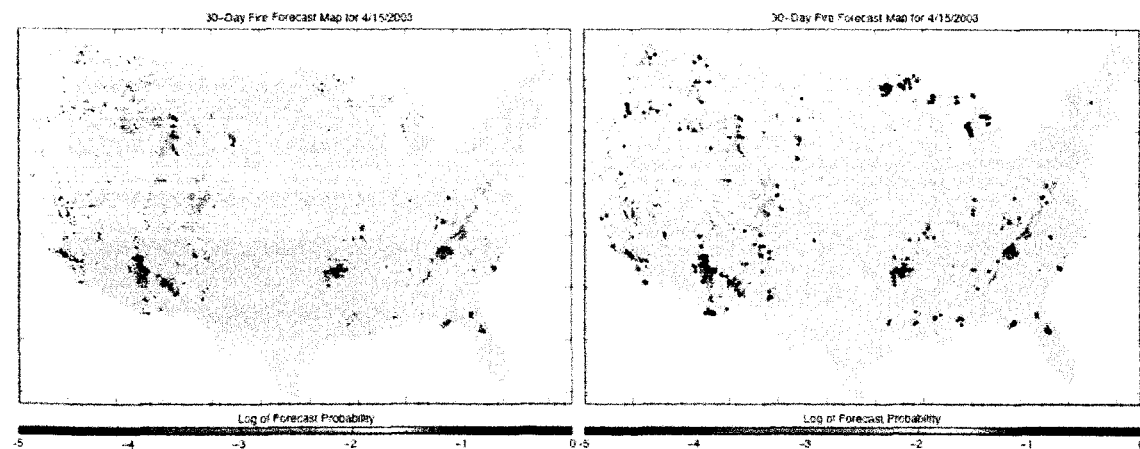 30-Day Fire Forecast Map for 4/15/2003
Log of Forecast Probability
-5 -4 -3 -2 -1 0
30-Day Fire Forecast Map for 4/15/2003
Log of Forecast Probability
-5 -4 -3 -2 -1 0